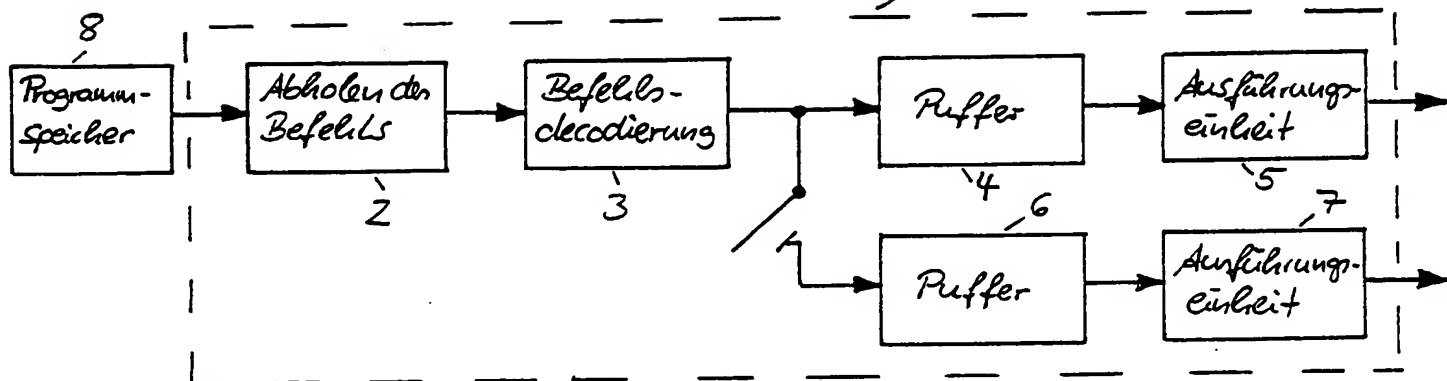 8
Programm-
speicher
Abholen des
Befehls
2
Befehls-
decodierung
3
Puffer
4
Ausführungs-
einheit
5
6
Puffer
7
Ausführungs-
einheit